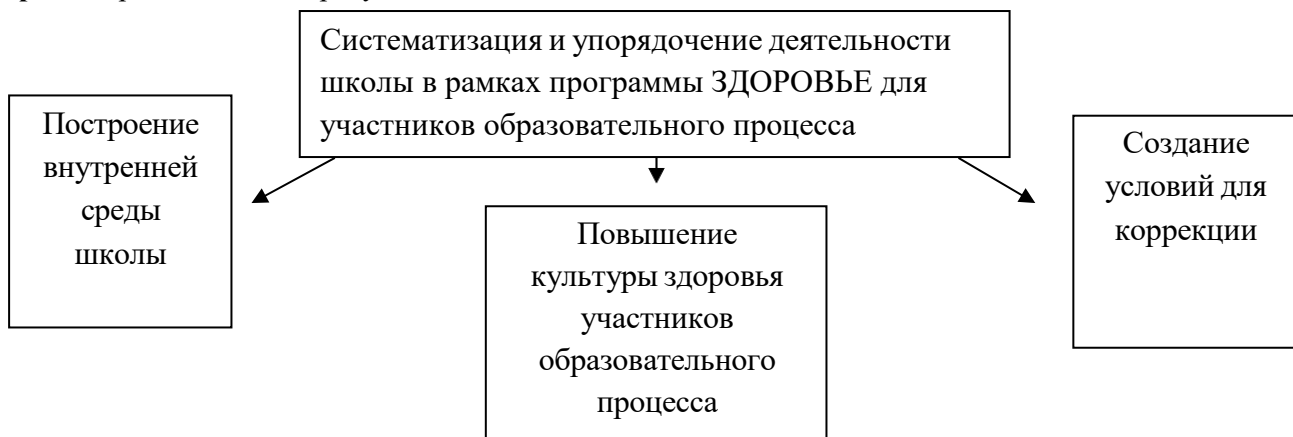 Систематизация и упорядочение деятельности
школы в рамках программы ЗДОРОВЬЕ для
участников образовательного процесса
Построение
внутренней
среды
школы
Повышение
культуры здоровья
участников
образовательного
процесса
Создание
условий для
коррекции